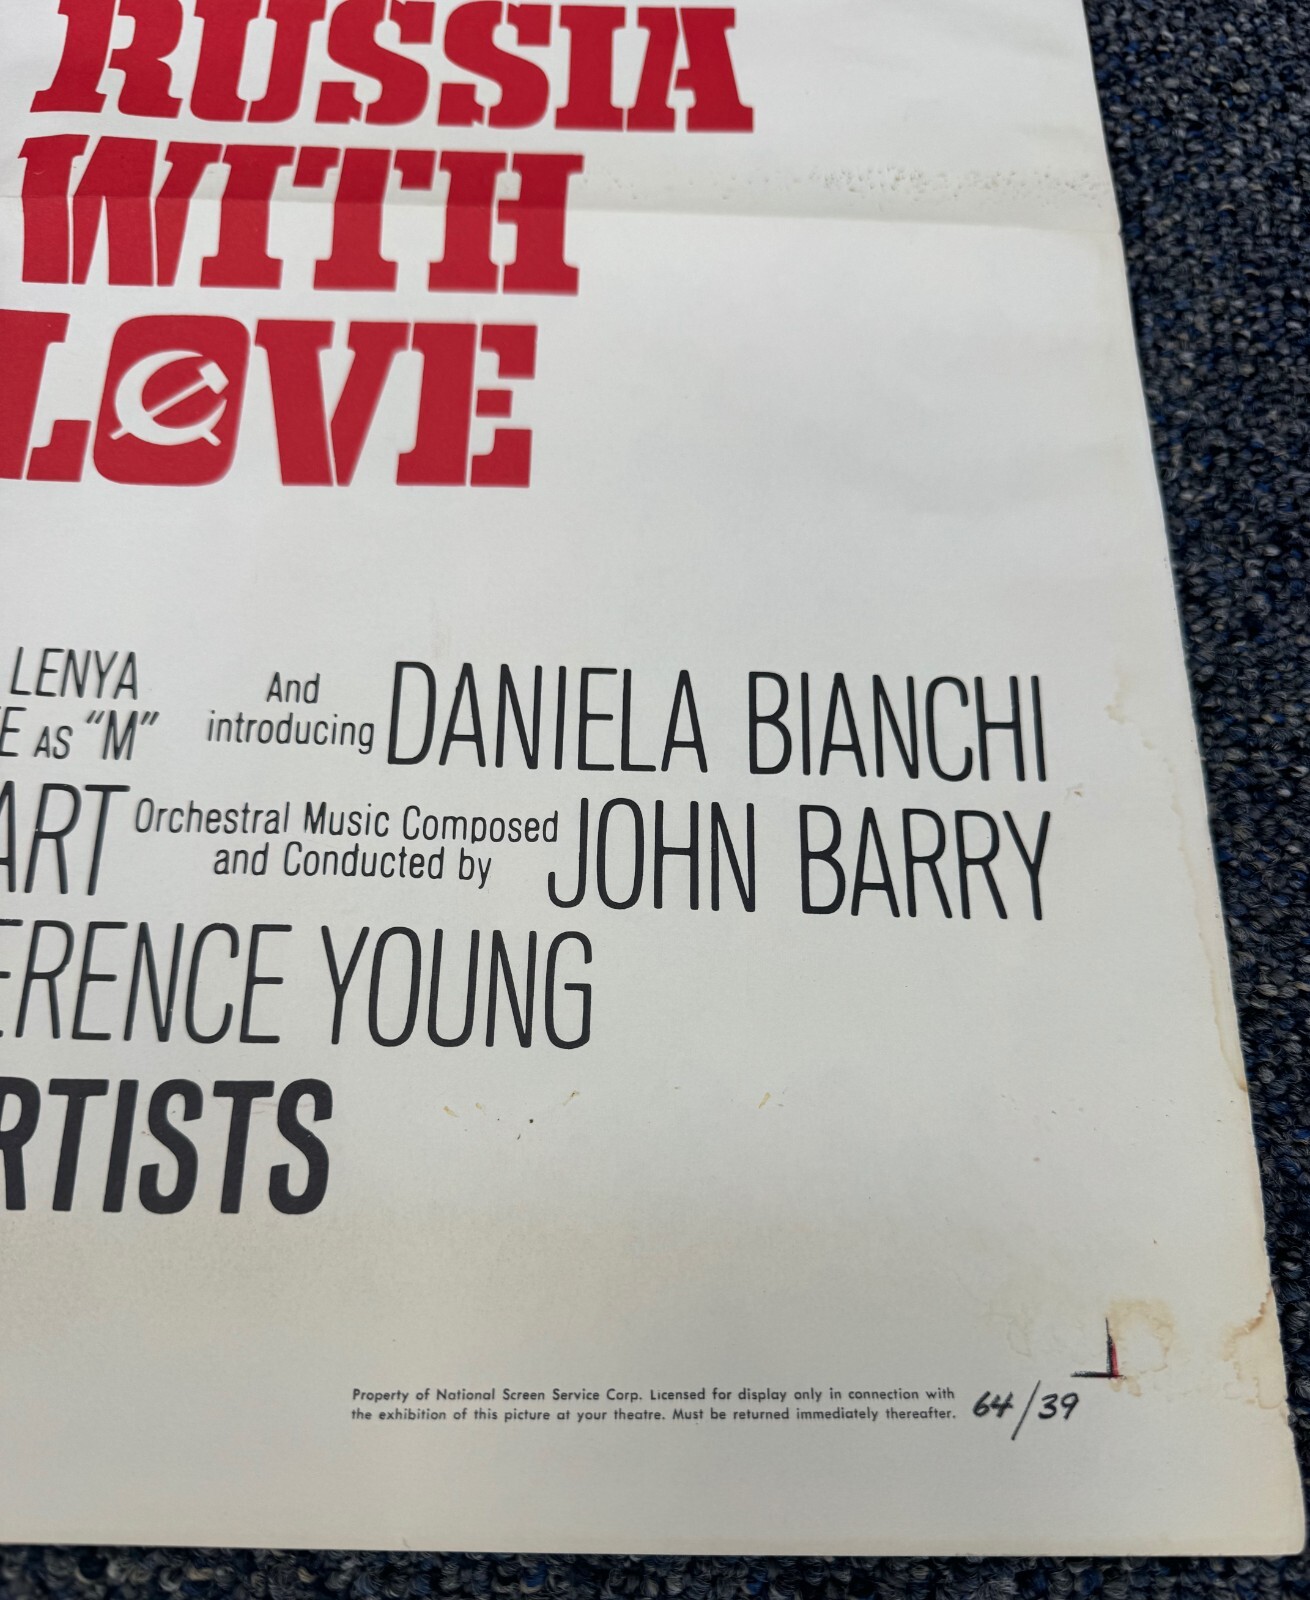 RUSSIA
WITH
LOVE
LENYA And introducing DANIELA BIANCHI
E AS "M"
ART Orchestral Music Composed and Conducted by JOHN BARRY
ERENCE YOUNG
RTISTS
Property of National Screen Service Corp. Licensed for display only in connection with
the exhibition of this picture at your theatre. Must be returned immediately thereafter. 64/39